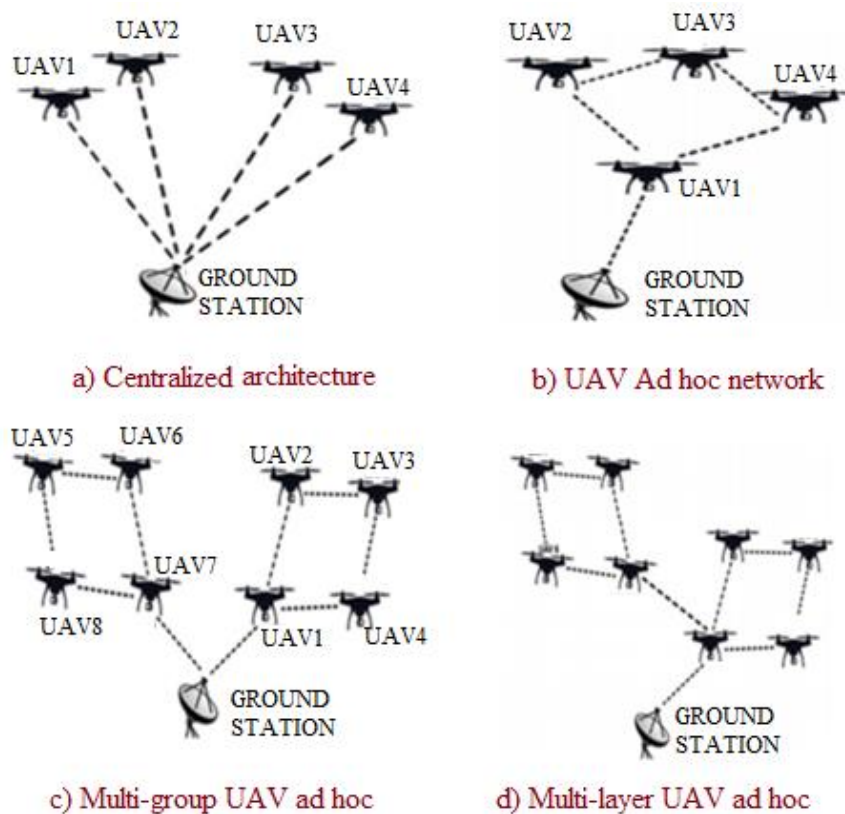 UAV1
UAV2
UAV3
UAV4
GROUND
STATION
a) Centralized architecture
UAV2
UAV3
UAV4
UAV1
GROUND
STATION
b) UAV Ad hoc network
UAV5
UAV6
UAV2
UAV3
UAV7
UAV8
UAV1
UAV4
GROUND
STATION
c) Multi-group UAV ad hoc
GROUND
STATION
d) Multi-layer UAV ad hoc